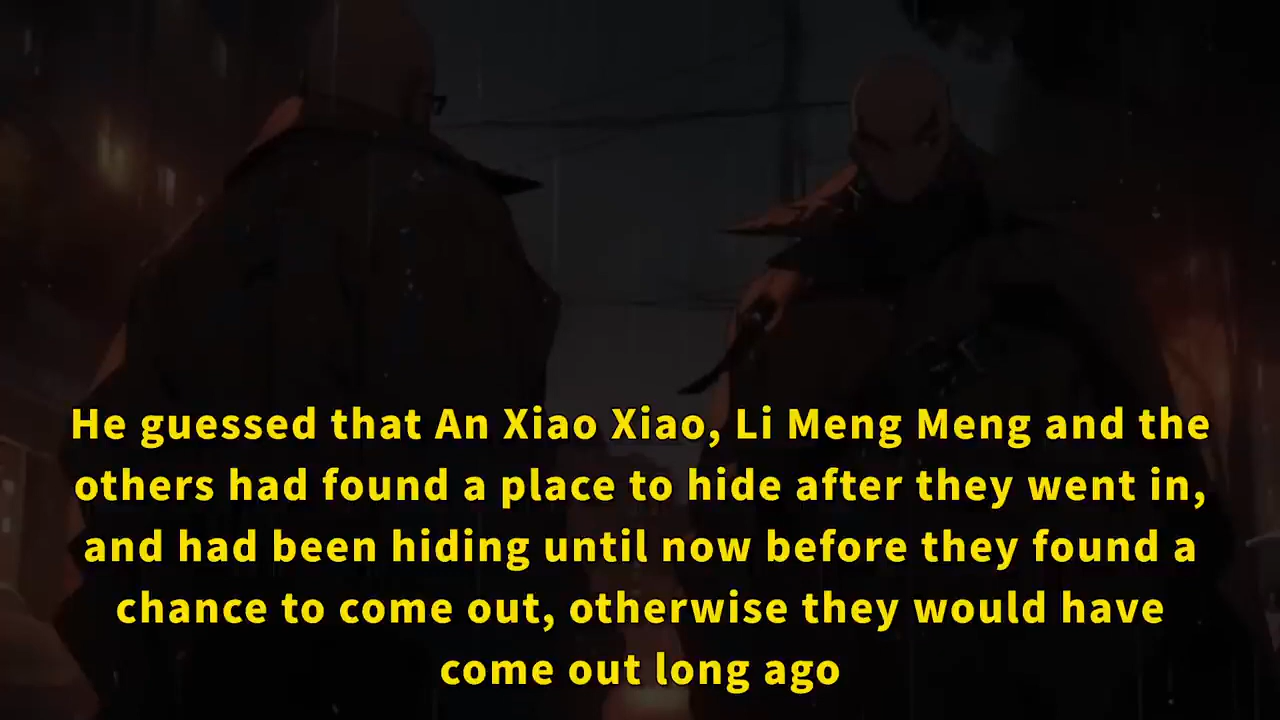 He guessed that An Xiao Xiao, Li Meng Meng and the
others had found a place to hide after they went in,
and had been hiding until now before they found a
chance to come out, otherwise they would have
come out long ago